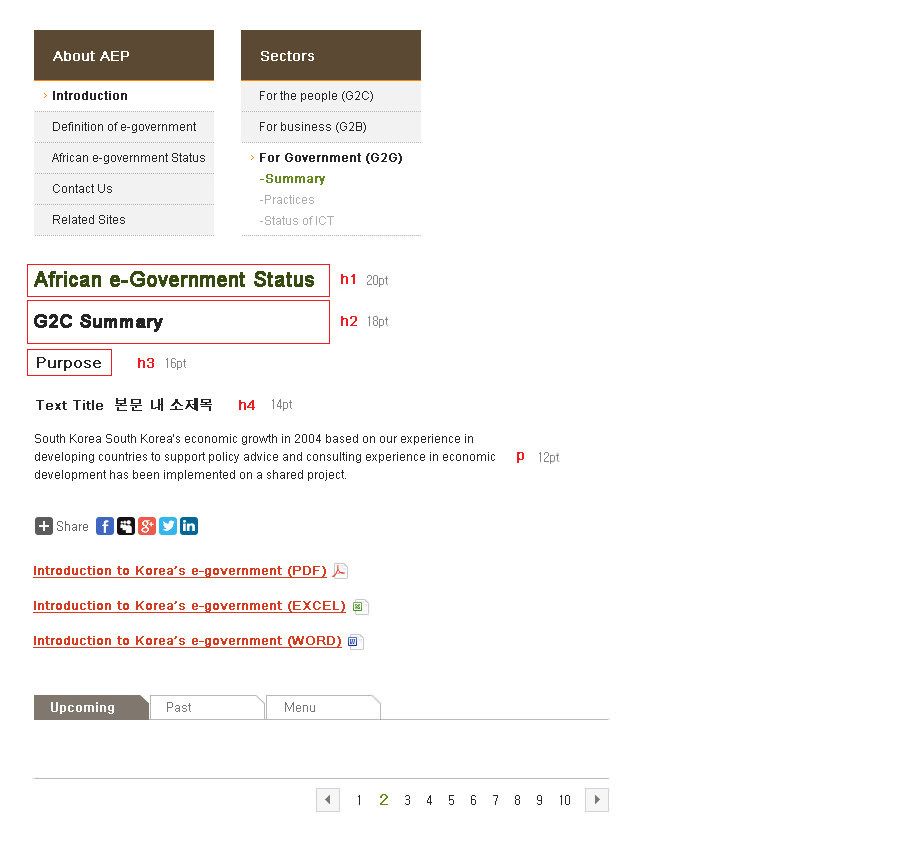 About AEP
Introduction
Definition of e-government
African e-government Status
Contact Us
Related Sites
Sectors
For the people (G2C)
For business (G2B)
For Government (G2G)
-Summary
-Practices
-Status of ICT
African e-Government Status h1 20pt
G2C Summary h2 18pt
Purpose h3 16pt
Text Title 본문 내 소제목 h4 14pt
South Korea South Korea's economic growth in 2004 based on our experience in
developing countries to support policy advice and consulting experience in economic p 12pt
development has been implemented on a shared project.
Share f g+ in
Introduction to Korea's e-government (PDF)
Introduction to Korea's e-government (EXCEL)
Introduction to Korea's e-government (WORD)
Upcoming Past Menu
1 2 3 4 5 6 7 8 9 10